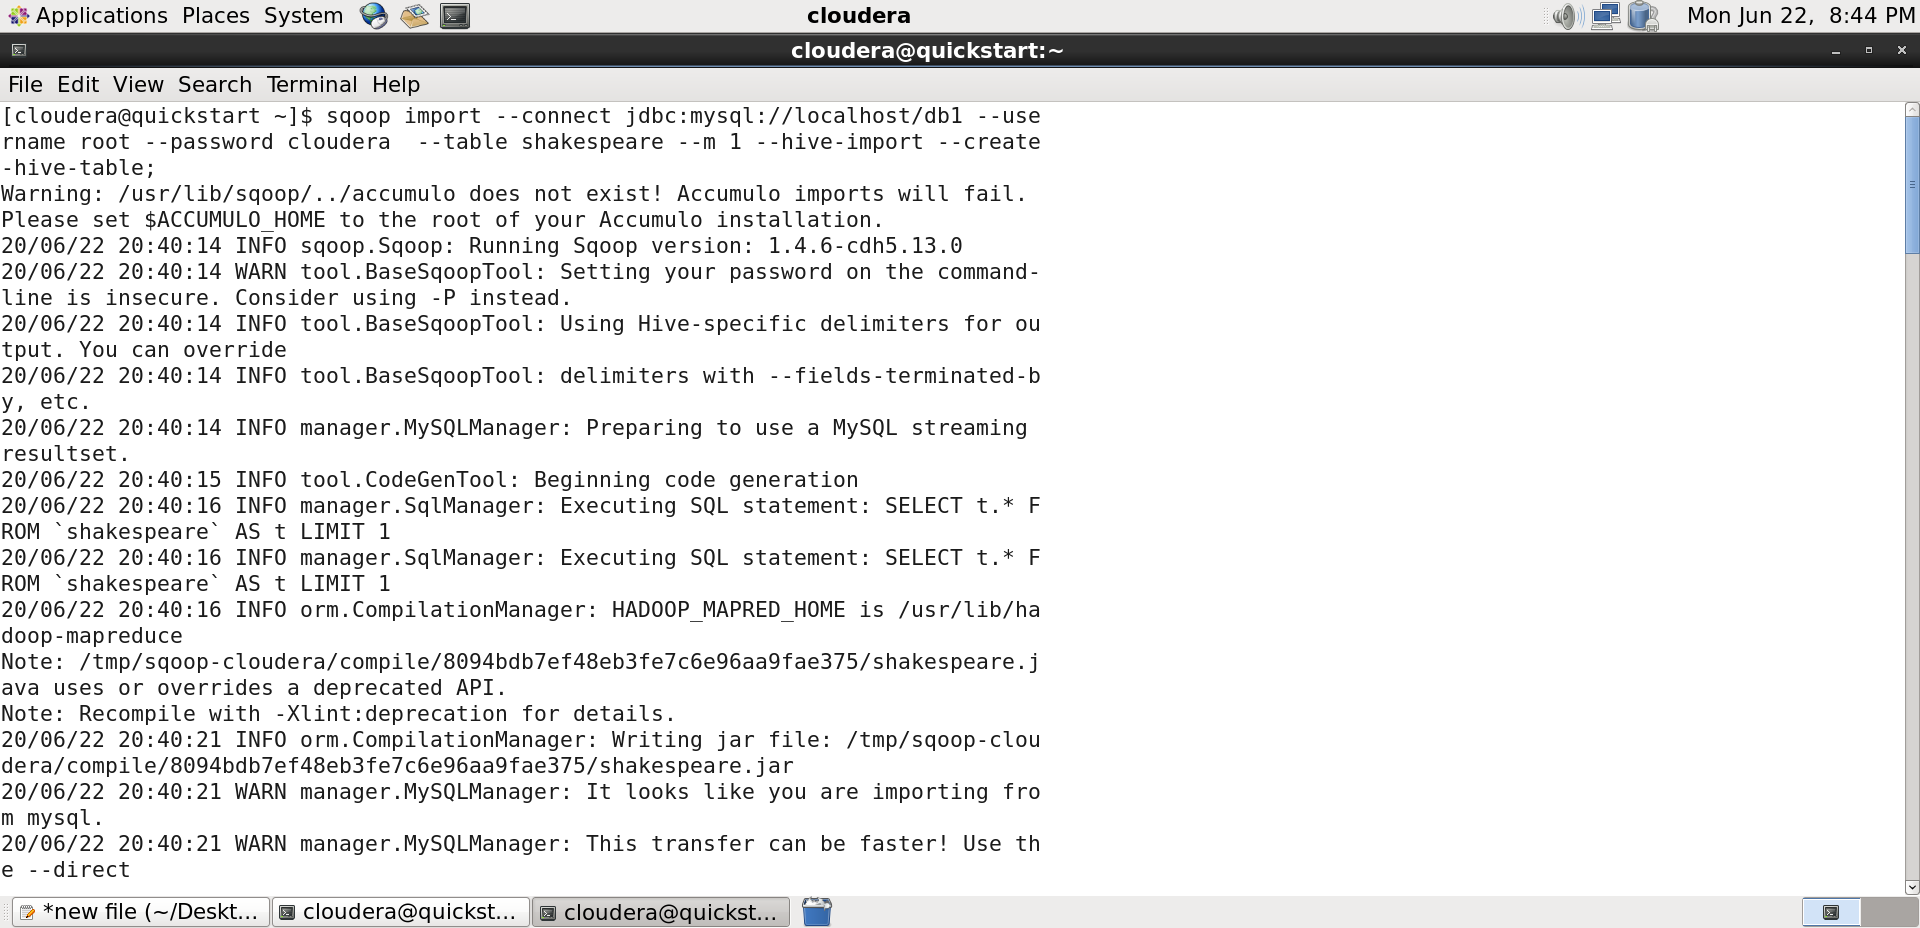 Applications Places System cloudera Mon Jun 22, 8:44 PM
cloudera@quickstart:~
File Edit View Search Terminal Help
[cloudera@quickstart ~]$ sqoop import --connect jdbc:mysql://localhost/db1 --use
rname root --password cloudera  --table shakespeare --m 1 --hive-import --create
-hive-table;
Warning: /usr/lib/sqoop/../accumulo does not exist! Accumulo imports will fail.
Please set $ACCUMULO_HOME to the root of your Accumulo installation.
20/06/22 20:40:14 INFO sqoop.Sqoop: Running Sqoop version: 1.4.6-cdh5.13.0
20/06/22 20:40:14 WARN tool.BaseSqoopTool: Setting your password on the command-
line is insecure. Consider using -P instead.
20/06/22 20:40:14 INFO tool.BaseSqoopTool: Using Hive-specific delimiters for ou
tput. You can override
20/06/22 20:40:14 INFO tool.BaseSqoopTool: delimiters with --fields-terminated-b
y, etc.
20/06/22 20:40:14 INFO manager.MySQLManager: Preparing to use a MySQL streaming
resultset.
20/06/22 20:40:15 INFO tool.CodeGenTool: Beginning code generation
20/06/22 20:40:16 INFO manager.SqlManager: Executing SQL statement: SELECT t.* F
ROM `shakespeare` AS t LIMIT 1
20/06/22 20:40:16 INFO manager.SqlManager: Executing SQL statement: SELECT t.* F
ROM `shakespeare` AS t LIMIT 1
20/06/22 20:40:16 INFO orm.CompilationManager: HADOOP_MAPRED_HOME is /usr/lib/ha
doop-mapreduce
Note: /tmp/sqoop-cloudera/compile/8094bdb7ef48eb3fe7c6e96aa9fae375/shakespeare.j
ava uses or overrides a deprecated API.
Note: Recompile with -Xlint:deprecation for details.
20/06/22 20:40:21 INFO orm.CompilationManager: Writing jar file: /tmp/sqoop-clou
dera/compile/8094bdb7ef48eb3fe7c6e96aa9fae375/shakespeare.jar
20/06/22 20:40:21 WARN manager.MySQLManager: It looks like you are importing fro
m mysql.
20/06/22 20:40:21 WARN manager.MySQLManager: This transfer can be faster! Use th
e --direct
*new file (~/Deskt... cloudera@quickst... cloudera@quickst...